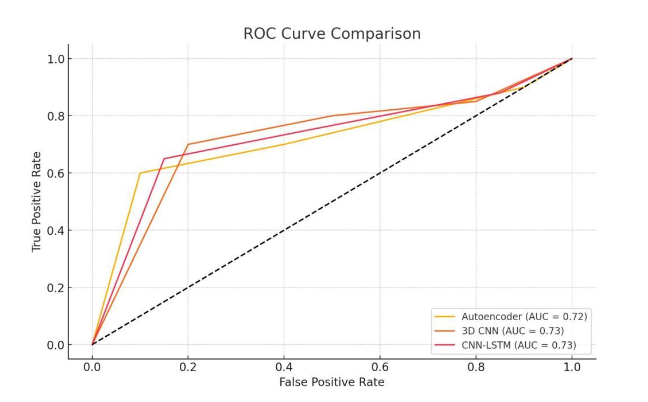 ROC Curve Comparison
True Positive Rate
1.0
0.8
0.6
0.4
0.2
0.0
0.0 0.2 0.4 0.6 0.8 1.0
False Positive Rate
Autoencoder (AUC = 0.72)
3D CNN (AUC = 0.73)
CNN-LSTM (AUC = 0.73)